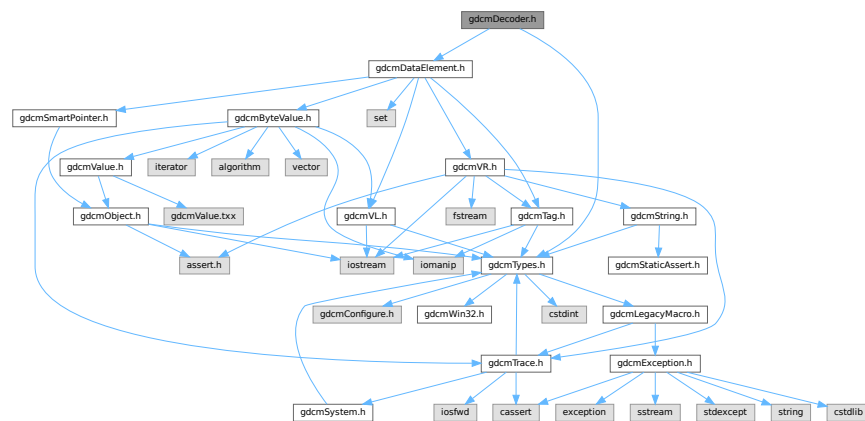 gdcmDecoder.h
gdcmDataElement.h
gdcmSmartPointer.h
gdcmByteValue.h
set
gdcmValue.h
iterator
algorithm
vector
gdcmVR.h
gdcmObject.h
gdcmValue.txx
gdcmVL.h
fstream
gdcmTag.h
gdcmString.h
assert.h
iostream
iomanip
gdcmTypes.h
gdcmStaticAssert.h
gdcmConfigure.h
gdcmWin32.h
cstdint
gdcmLegacyMacro.h
gdcmTrace.h
gdcmException.h
gdcmSystem.h
iosfwd
cassert
exception
sstream
stdexcept
string
cstdlib